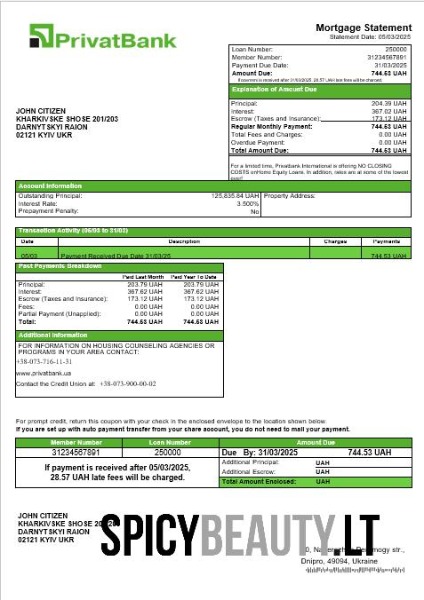 PrivatBank
Mortgage Statement
Statement Date: 05/03/2025
Loan Number: 250000
Member Number: 31234567891
Payment Due Date: 31/03/2025
Amount Due: 744.53 UAH
If payment is received after 31/03/2025, 28.57 UAH late fees will be charged.
Explanation of Amount Due
Principal: 204.39 UAH
Interest: 367.02 UAH
Escrow (Taxes and Insurance): 173.12 UAH
Regular Monthly Payment: 744.53 UAH
Total Fees and Charges: 0.00 UAH
Overdue Payment: 0.00 UAH
Total Amount Due: 744.53 UAH
JOHN CITIZEN
KHARKIVSKE SHOSE 201/203
DARNYTSKYI RAION
02121 KYIV UKR
For a limited time, Privatbank International is offering NO CLOSING
COSTS onHome Equity Loans. In addition, rates are at some of the lowest
Account Information
Outstanding Principal: 125,835.84 UAH
Property Address:
Interest Rate: 3.500%
Prepayment Penalty: No
Date Description Charges Payments
05/03 Payment Received Due Date 31/03/25 744.53 UAH
Past Payments Breakdown
Paid Last Month Paid Year To Date
Principal: 203.79 UAH 203.79 UAH
Interest: 367.62 UAH 367.62 UAH
Escrow (Taxes and Insurance): 173.12 UAH 173.12 UAH
Fees: 0.00 UAH 0.00 UAH
Partial Payment (Unapplied): 0.00 UAH 0.00 UAH
Total: 744.53 UAH 744.53 UAH
Additional Information
FOR INFORMATION ON HOUSING COUNSELING AGENCIES OR
PROGRAMS IN YOUR AREA CONTACT:
+38-073-716-11-31
www.privatbank.ua
Contact the Credit Union at: +38-073-900-00-02
For prompt credit, return this coupon with your check in the enclosed envelope to the location shown below.
If you are set up with auto payment transfer from your share account, you do not need to mail your payment.
Member Number Loan Number Amount Due
31234567891 250000 Due By: 31/03/2025 744.53 UAH
If payment is received after 05/03/2025,
28.57 UAH late fees will be charged.
Additional Principal: UAH
Additional Escrow: UAH
Total Amount Enclosed: UAH
JOHN CITIZEN
KHARKIVSKE SHOSE 201/203
DARNYTSKYI RAION
02121 KYIV UKR
SPICYBEAUTY.LT
Dnipro, 49094, Ukraine